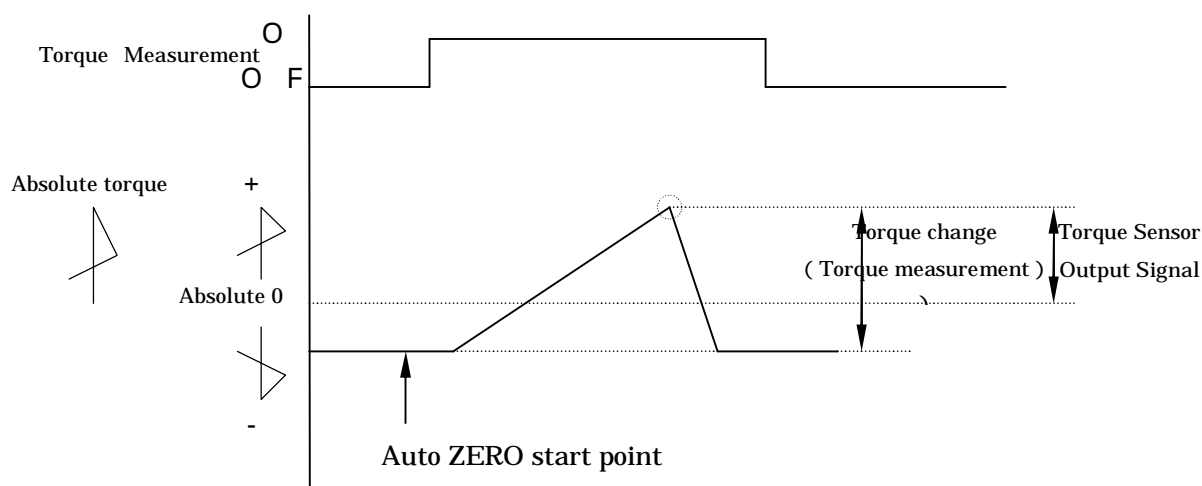 O
Torque Measurement
O F
Absolute torque +
Torque change
Torque Sensor
( Torque measurement )
Output Signal
Absolute 0
)
-
Auto ZERO start point